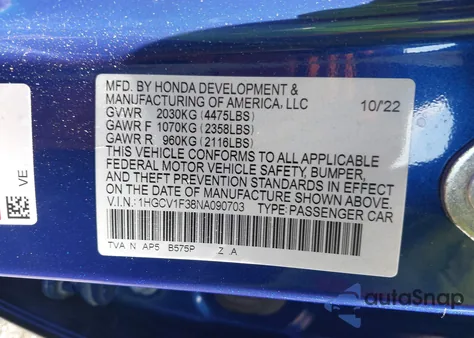 MFD. BY HONDA DEVELOPMENT &
MANUFACTURING OF AMERICA, LLC 10/22
GVWR 2030KG (4475LBS)
GAWR F 1070KG (2358LBS)
GAWR R 960KG (2116LBS)
THIS VEHICLE CONFORMS TO ALL APPLICABLE
FEDERAL MOTOR VEHICLE SAFETY, BUMPER,
AND THEFT PREVENTION STANDARDS IN EFFECT
ON THE DATE OF MANUFACTURE SHOWN ABOVE.
V.I.N.: 1HGCV1F36NA090703 TYPE: PASSENGER CAR
TVA N AP5 B575P Z A
VE
autoSnap